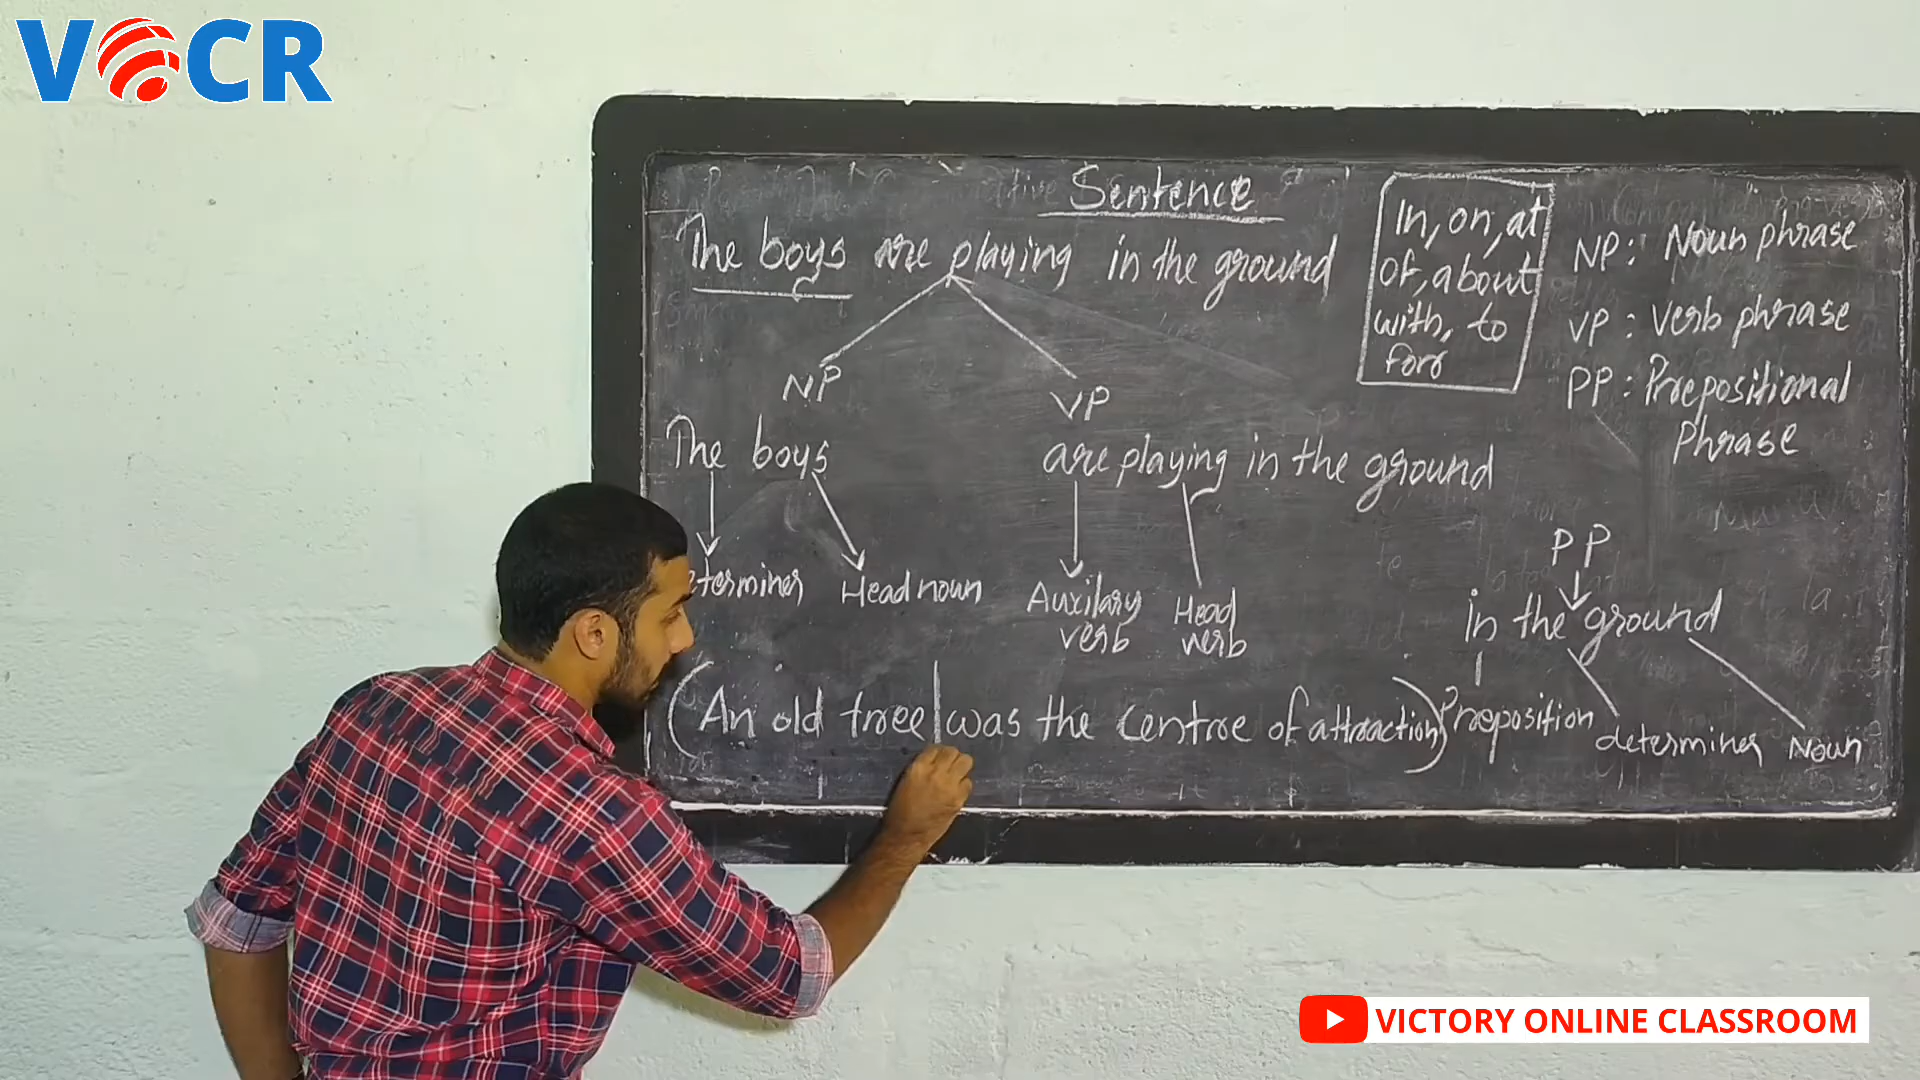 VOCR
Sentence
The boys are playing in the ground
In, on, at
of, about
with, to
for
NP: Noun phrase
VP: Verb phrase
PP: Prepositional
Phrase
NP
VP
The boys
are playing in the ground
Determiner
Head noun
Auxilary
verb
Head
verb
PP
in the ground
Preposition
determiner
Noun
(An old tree | was the centre of attraction)
VICTORY ONLINE CLASSROOM